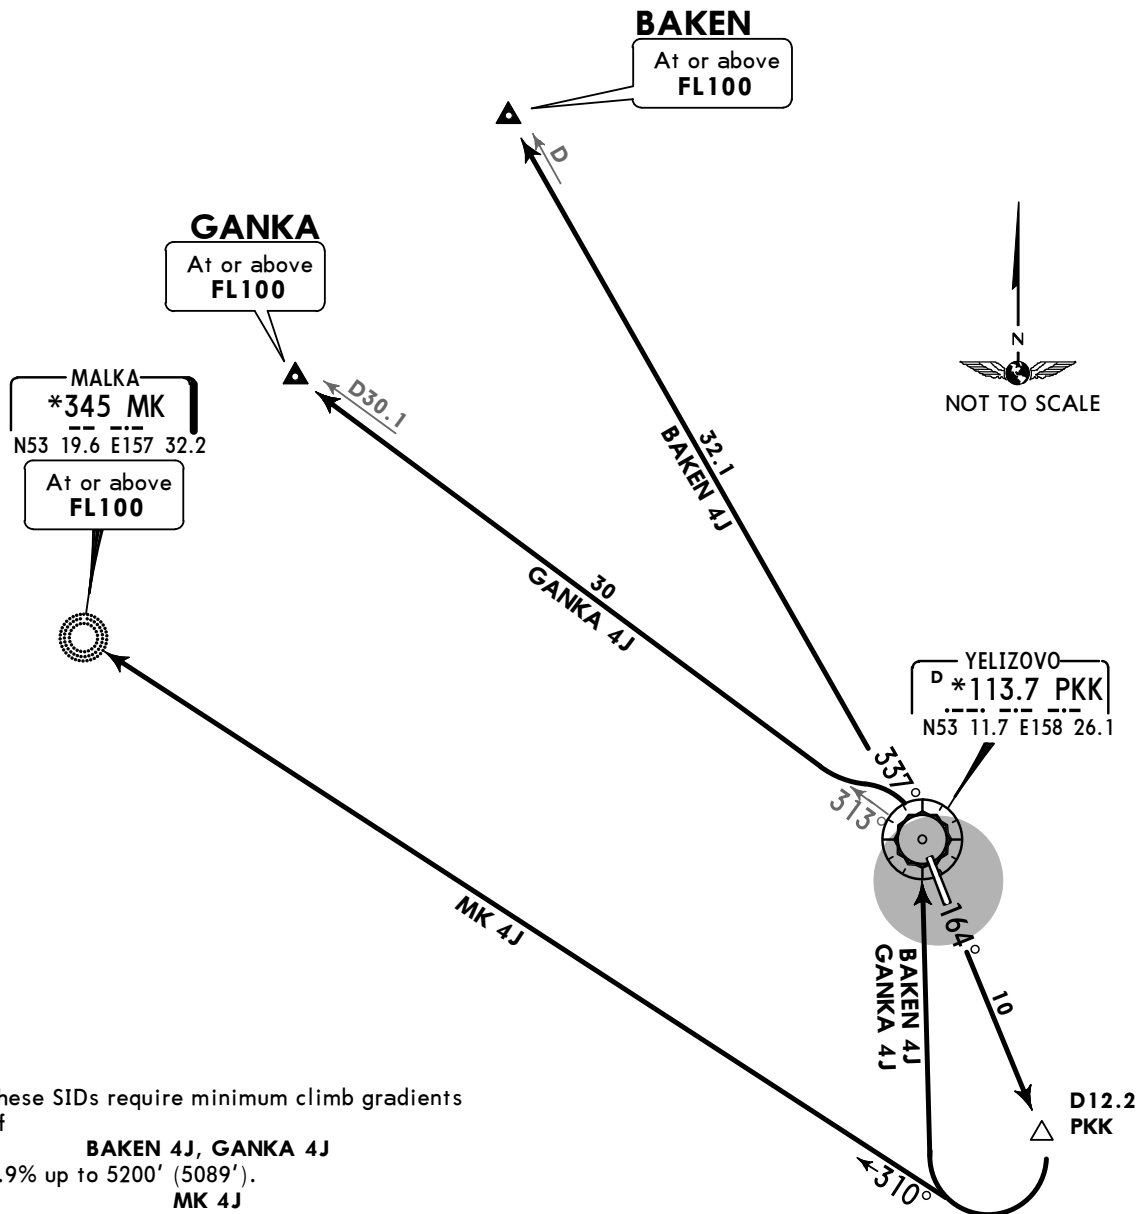 BAKEN
At or above
FL100
D
GANKA
At or above
FL100
D30.1
MALKA
*345 MK
N53 19.6 E157 32.2
At or above
FL100
N
NOT TO SCALE
32.1
BAKEN 4J
30
GANKA 4J
YELIZOVO
D *113.7 PKK
N53 11.7 E158 26.1
337°
313°
MK 4J
164°
BAKEN 4J
GANKA 4J
10
D12.2
PKK
310°
hese SIDs require minimum climb gradients
f
BAKEN 4J, GANKA 4J
.9% up to 5200' (5089').
MK 4J